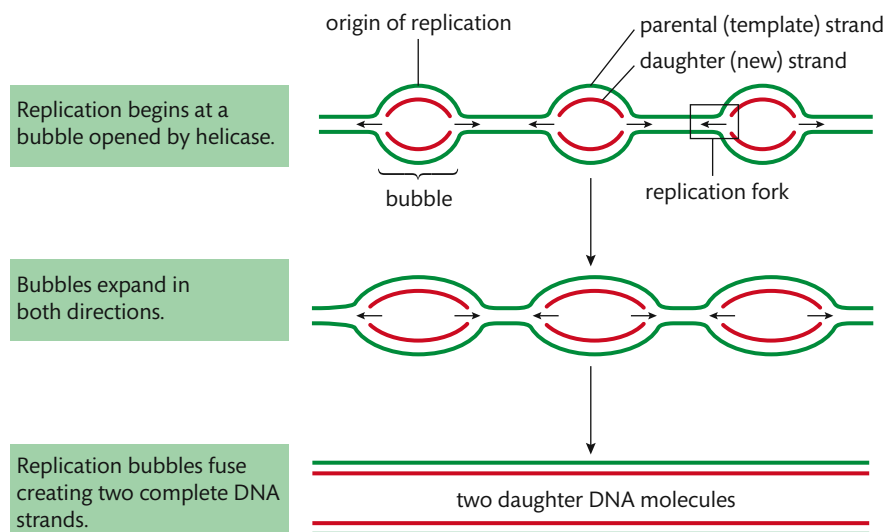 origin of replication
parental (template) strand
daughter (new) strand
Replication begins at a
bubble opened by helicase.
bubble
replication fork
Bubbles expand in
both directions.
Replication bubbles fuse
creating two complete DNA
strands.
two daughter DNA molecules